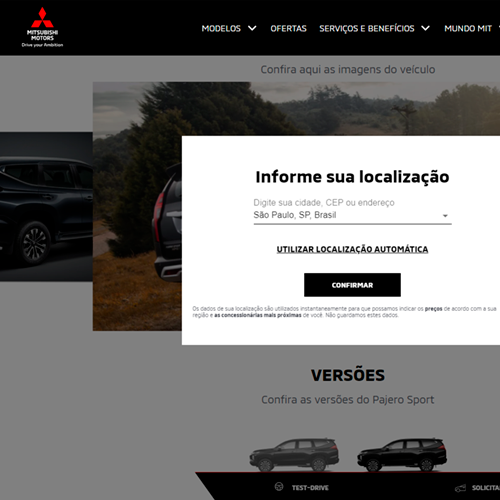 MITSUBISHI
MOTORS
Drive your Ambition
MODELOS OFERTAS SERVIÇOS E BENEFÍCIOS MUNDO MIT
Confira aqui as imagens do veículo
Informe sua localização
Digite sua cidade, CEP ou endereço
São Paulo, SP, Brasil
UTILIZAR LOCALIZAÇÃO AUTOMÁTICA
CONFIRMAR
Os dados de sua localização são utilizados instantaneamente para que possamos indicar os preços de acordo com a sua
região e as concessionárias mais próximas de você. Não guardamos estes dados.
VERSÕES
Confira as versões do Pajero Sport
TEST-DRIVE SOLICITA